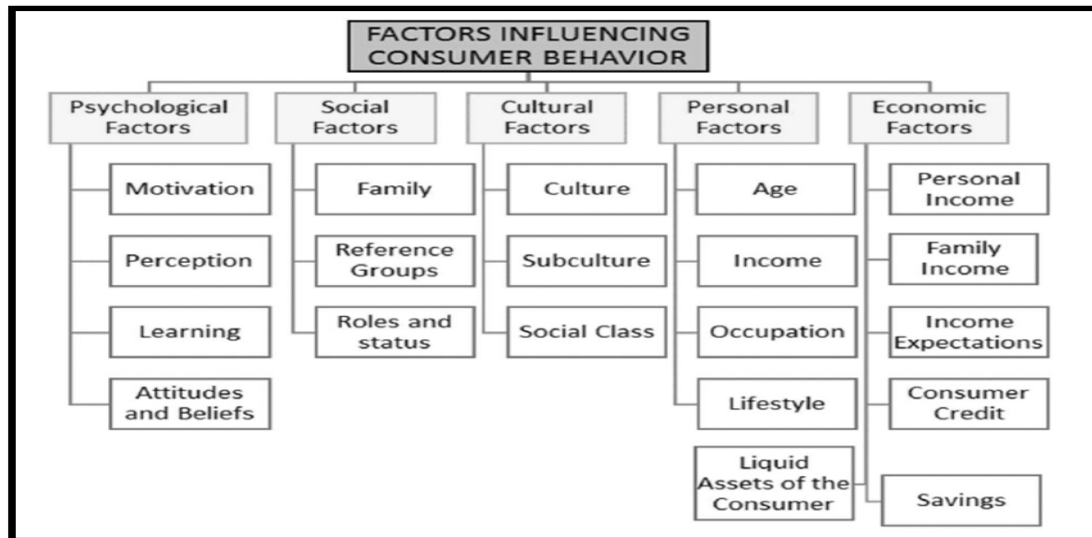 FACTORS INFLUENCING
CONSUMER BEHAVIOR
Psychological
Factors
Motivation
Perception
Learning
Attitudes
and Beliefs
Social
Factors
Family
Reference
Groups
Roles and
status
Cultural
Factors
Culture
Subculture
Social Class
Personal
Factors
Age
Income
Occupation
Lifestyle
Economic
Factors
Personal
Income
Family
Income
Income
Expectations
Consumer
Credit
Liquid
Assets of the
Consumer
Savings